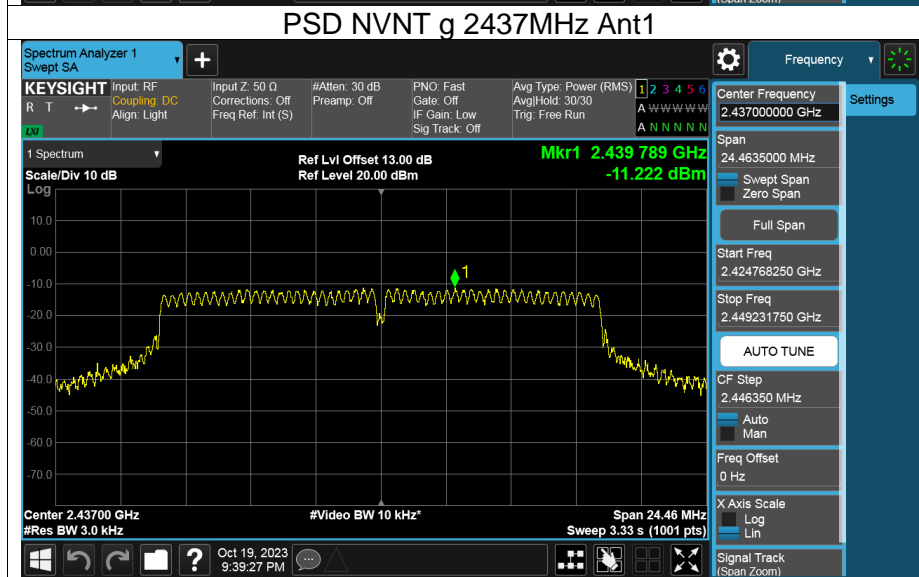 (Span Zoom)
PSD NVNT g 2437MHz Ant1
Spectrum Analyzer 1
Swept SA
+
Frequency
KEYSIGHT
R T
LXI
Input: RF
Coupling: DC
Align: Light
Input Z: 50 Ω
Corrections: Off
Freq Ref: Int (S)
#Atten: 30 dB
Preamp: Off
PNO: Fast
Gate: Off
IF Gain: Low
Sig Track: Off
Avg Type: Power (RMS)
Avg|Hold: 30/30
Trig: Free Run
1 2 3 4 5 6
A W W W W W
A N N N N N
1 Spectrum
Scale/Div 10 dB
Log
Ref Lvl Offset 13.00 dB
Ref Level 20.00 dBm
Mkr1 2.439 789 GHz
-11.222 dBm
10.0
0.00
-10.0
-20.0
-30.0
-40.0
-50.0
-60.0
-70.0
1
Center 2.43700 GHz
#Res BW 3.0 kHz
#Video BW 10 kHz*
Span 24.46 MHz
Sweep 3.33 s (1001 pts)
Center Frequency
2.437000000 GHz
Span
24.4635000 MHz
Swept Span
Zero Span
Full Span
Start Freq
2.424768250 GHz
Stop Freq
2.449231750 GHz
AUTO TUNE
CF Step
2.446350 MHz
Auto
Man
Freq Offset
0 Hz
X Axis Scale
Log
Lin
Signal Track
(Span Zoom)
Settings
?
Oct 19, 2023
9:39:27 PM